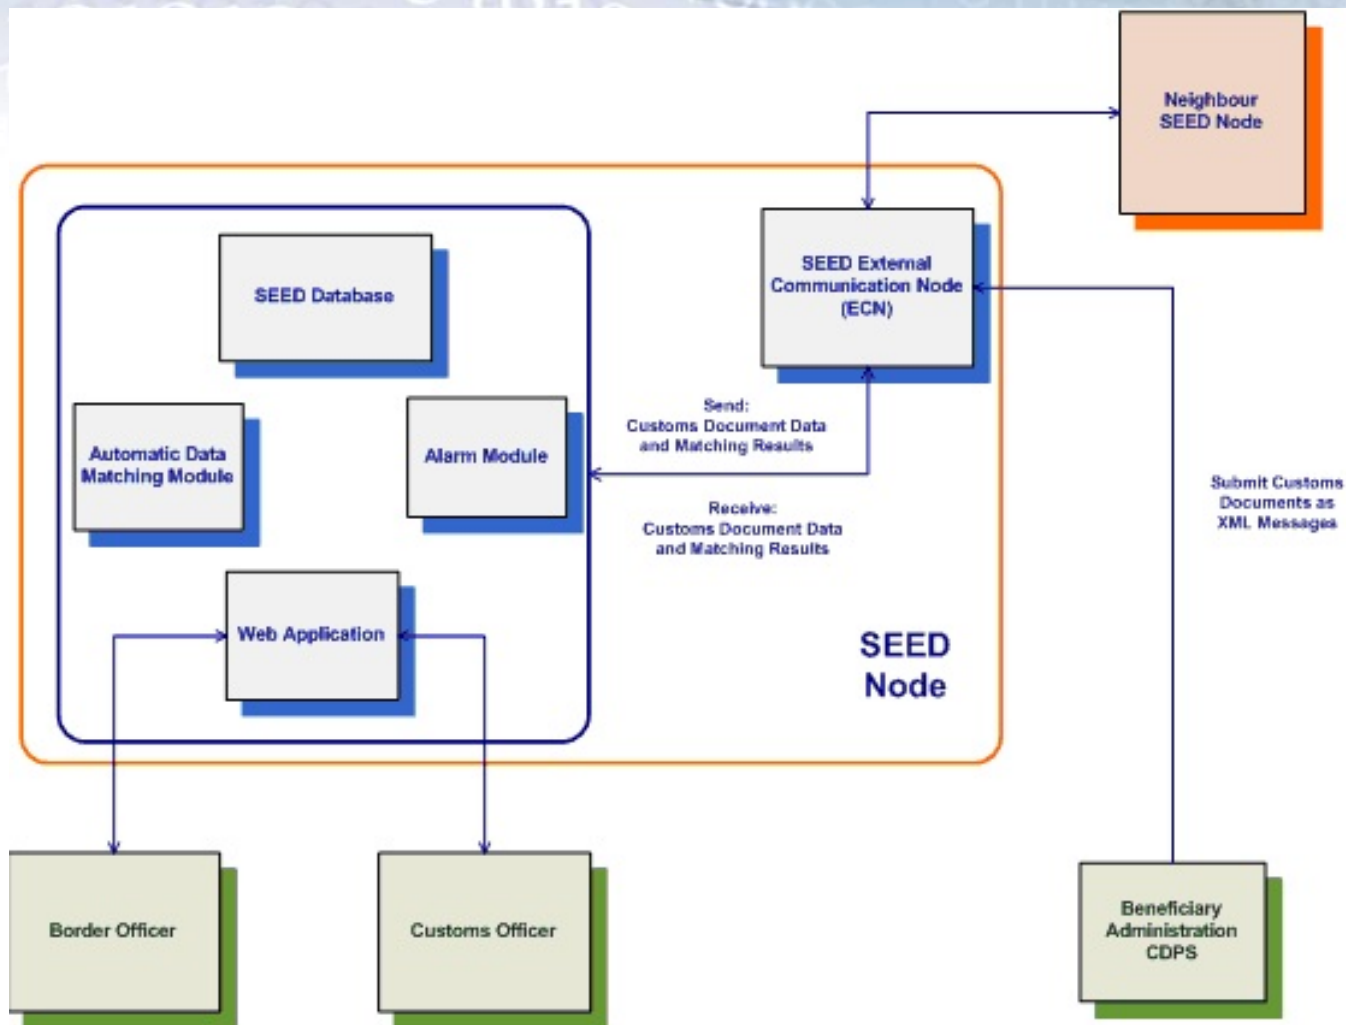 Neighbour
SEED Node
SEED Database
SEED External
Communication Node
(ECN)
Automatic Data
Matching Module
Alarm Module
Send:
Customs Document Data
and Matching Results
Receive:
Customs Document Data
and Matching Results
Submit Customs
Documents as
XML Messages
Web Application
SEED
Node
Border Officer
Customs Officer
Beneficiary
Administration
CDPS